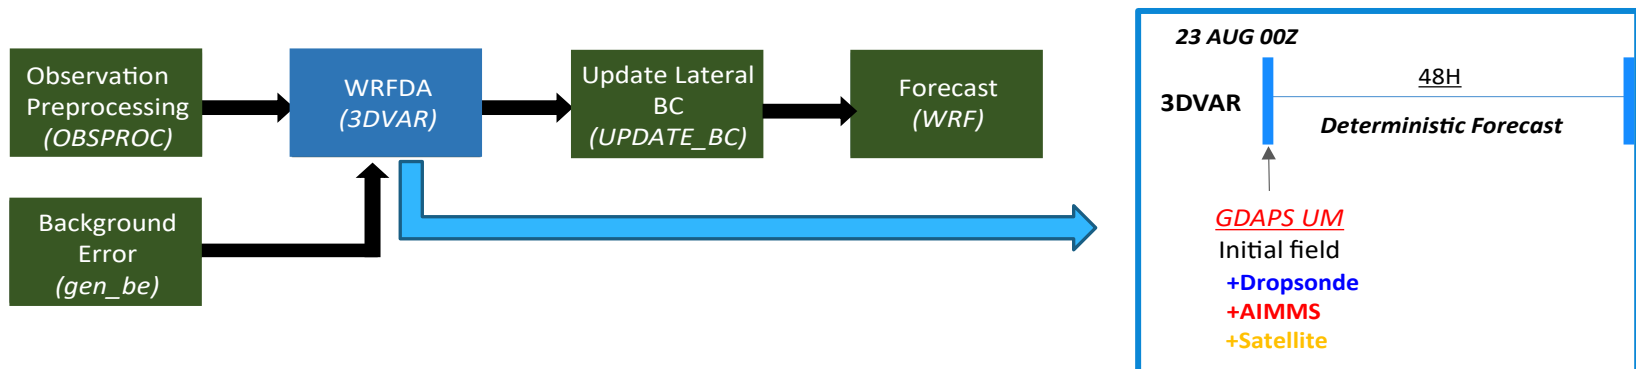 Observation
Preprocessing
(OBSPROC)
WRFDA
(3DVAR)
Update Lateral
BC
(UPDATE_BC)
Forecast
(WRF)
Background
Error
(gen_be)
23 AUG 00Z
3DVAR
48H
Deterministic Forecast
GDAPS UM
Initial field
+Dropsonde
+AIMMS
+Satellite